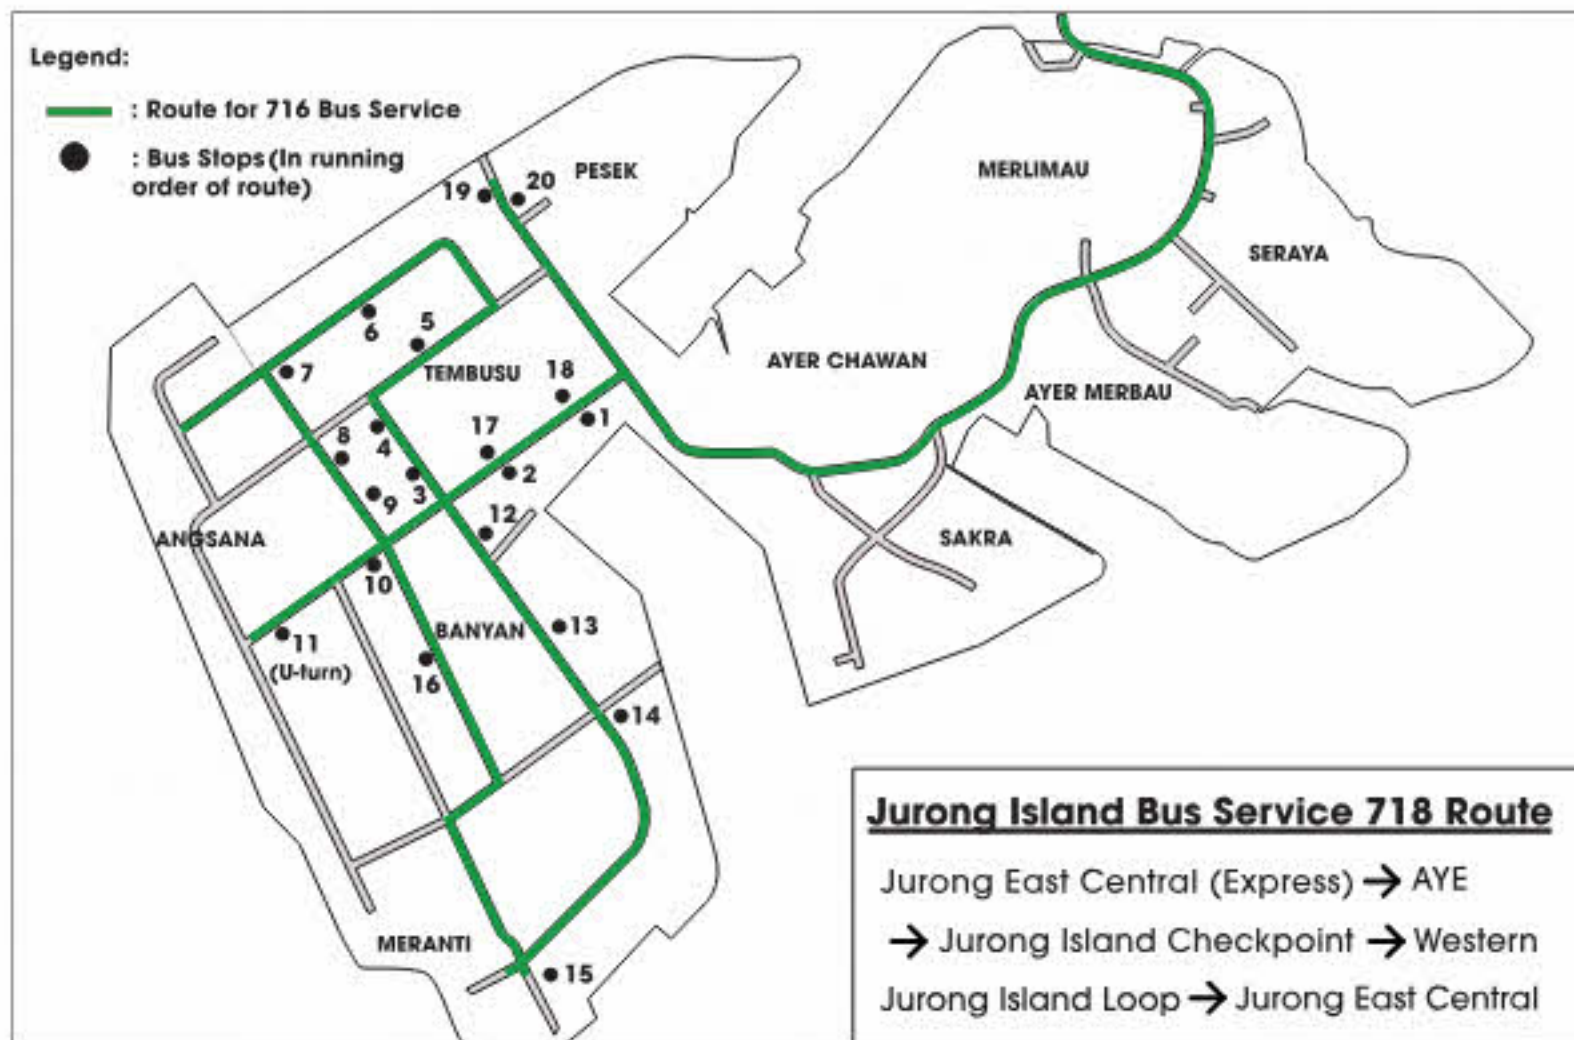 Legend:
: Route for 716 Bus Service
: Bus Stops (In running
order of route)
PESEK
19
20
MERLIMAU
SERAYA
6
5
7
TEMBUSU
18
1
AYER CHAWAN
AYER MERBAU
8
4
17
2
9
3
12
ANGSANA
SAKRA
10
11
(U-turn)
BANYAN
13
16
14
MERANTI
15
Jurong Island Bus Service 718 Route
Jurong East Central (Express) → AYE
→ Jurong Island Checkpoint → Western
Jurong Island Loop → Jurong East Central